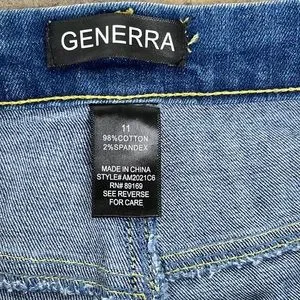 GENERRA
11
98%COTTON
2%SPANDEX
MADE IN CHINA
STYLE# AM2021C6
RN# 89169
SEE REVERSE
FOR CARE